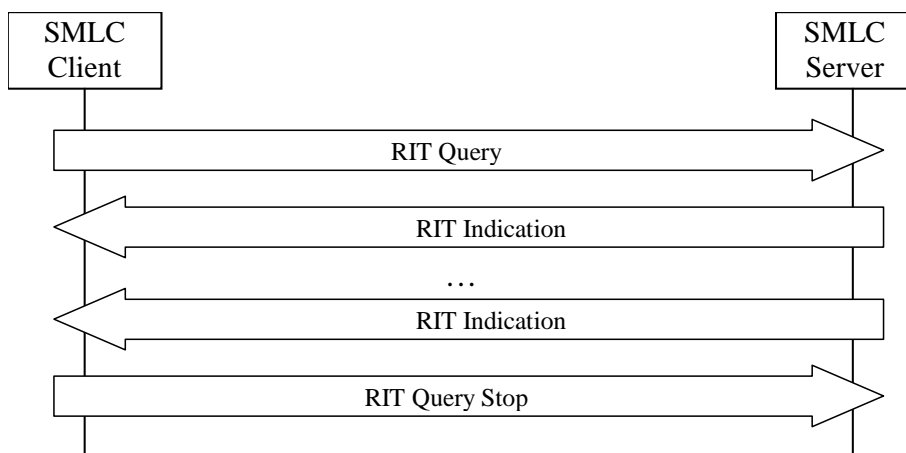 SMLC
Client
SMLC
Server
RIT Query
RIT Indication
...
RIT Indication
RIT Query Stop